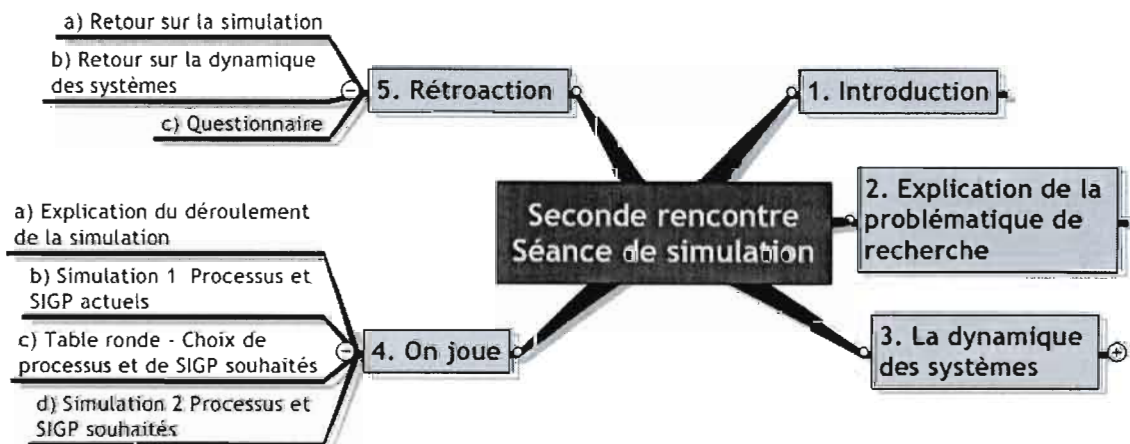 Seconde rencontre
Séance de simulation
1. Introduction
2. Explication de la
problématique de
recherche
3. La dynamique
des systèmes
4. On joue
a) Explication du déroulement
de la simulation
b) Simulation 1 Processus et
SIGP actuels
c) Table ronde - Choix de
processus et de SIGP souhaités
d) Simulation 2 Processus et
SIGP souhaités
5. Rétroaction
a) Retour sur la simulation
b) Retour sur la dynamique
des systèmes
c) Questionnaire